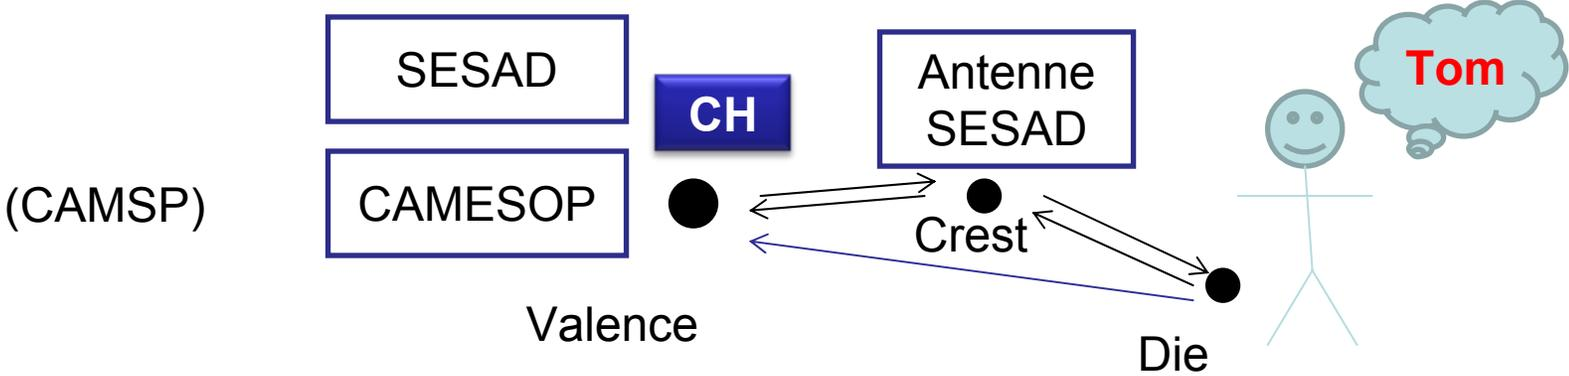 SESAD
CH
Antenne
SESAD
Tom
(CAMSP)
CAMESOP
Crest
Valence
Die